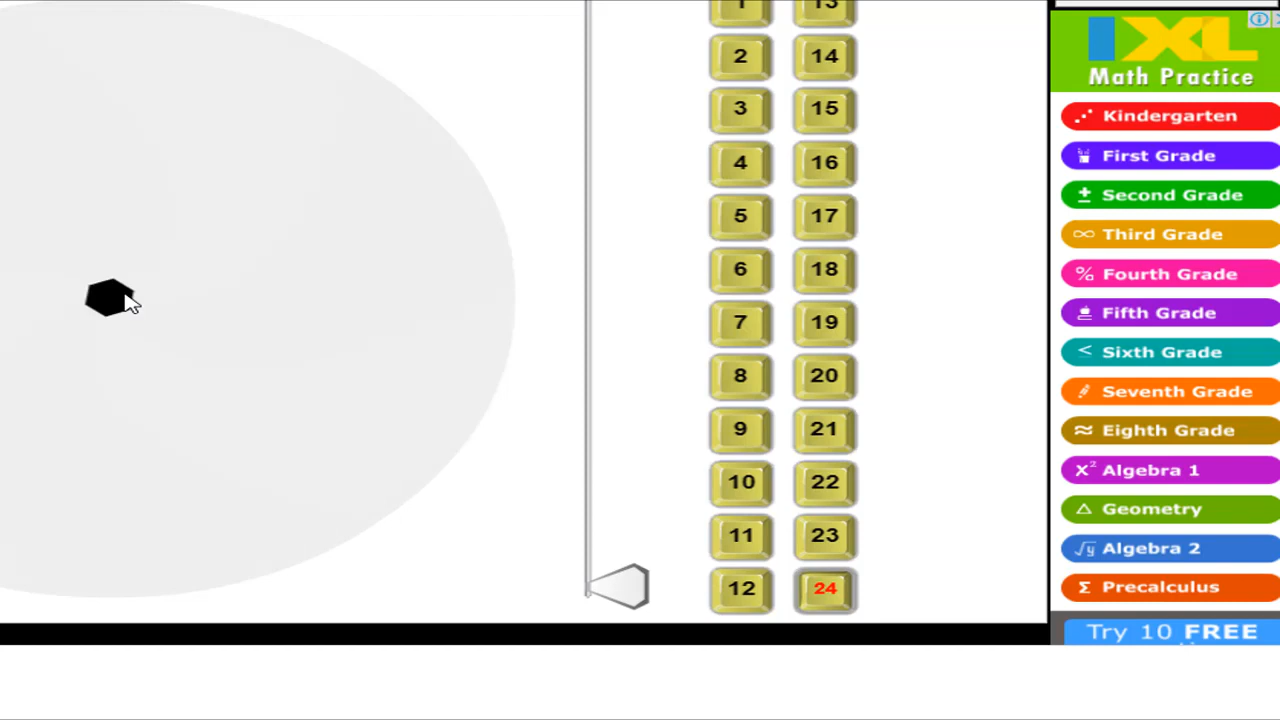 1 13
2 14
3 15
4 16
5 17
6 18
7 19
8 20
9 21
10 22
11 23
12 24
IXL
Math Practice
Kindergarten
First Grade
± Second Grade
∞ Third Grade
% Fourth Grade
Fifth Grade
< Sixth Grade
Seventh Grade
≈ Eighth Grade
X² Algebra 1
△ Geometry
√y Algebra 2
Σ Precalculus
Try 10 FREE